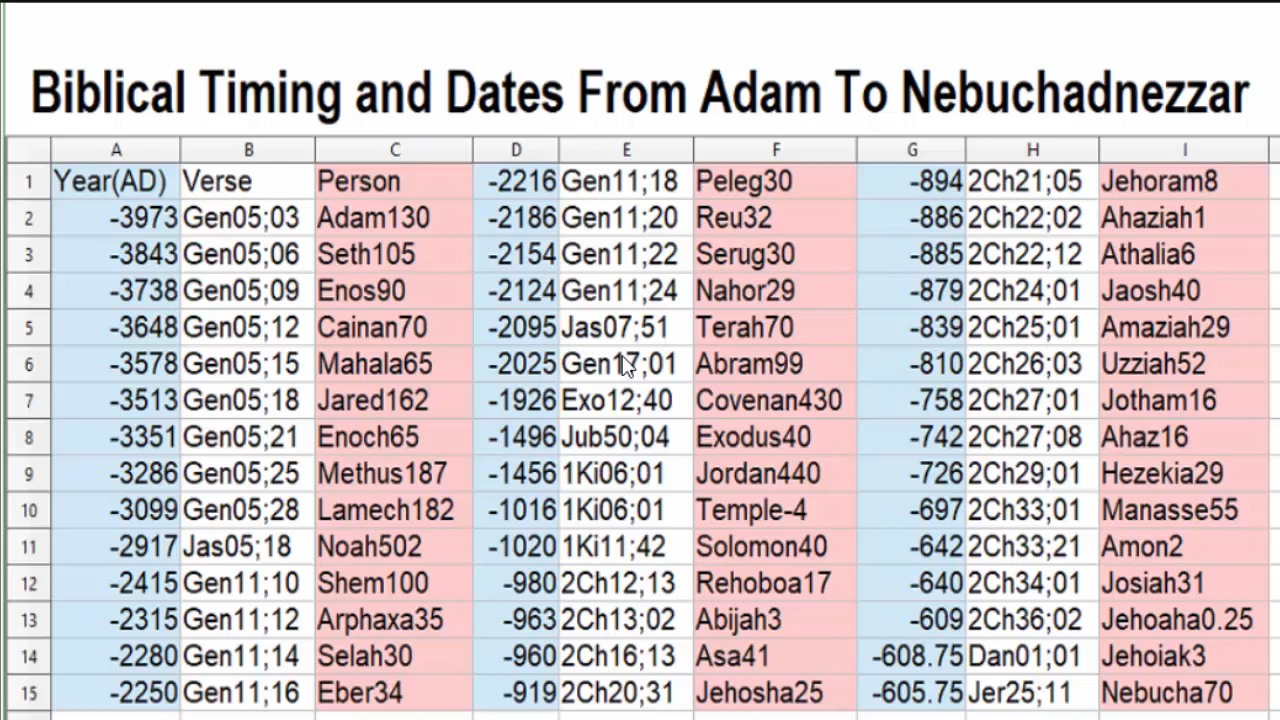 Biblical Timing and Dates From Adam To Nebuchadnezzar
A B C D E F G H I
1 Year(AD) Verse Person -2216 Gen11;18 Peleg30 -894 2Ch21;05 Jehoram8
2 -3973 Gen05;03 Adam130 -2186 Gen11;20 Reu32 -886 2Ch22;02 Ahaziah1
3 -3843 Gen05;06 Seth105 -2154 Gen11;22 Serug30 -885 2Ch22;12 Athalia6
4 -3738 Gen05;09 Enos90 -2124 Gen11;24 Nahor29 -879 2Ch24;01 Jaosh40
5 -3648 Gen05;12 Cainan70 -2095 Jas07;51 Terah70 -839 2Ch25;01 Amaziah29
6 -3578 Gen05;15 Mahala65 -2025 Gen17;01 Abram99 -810 2Ch26;03 Uzziah52
7 -3513 Gen05;18 Jared162 -1926 Exo12;40 Covenan430 -758 2Ch27;01 Jotham16
8 -3351 Gen05;21 Enoch65 -1496 Jub50;04 Exodus40 -742 2Ch27;08 Ahaz16
9 -3286 Gen05;25 Methus187 -1456 1Ki06;01 Jordan440 -726 2Ch29;01 Hezekia29
10 -3099 Gen05;28 Lamech182 -1016 1Ki06;01 Temple-4 -697 2Ch33;01 Manasse55
11 -2917 Jas05;18 Noah502 -1020 1Ki11;42 Solomon40 -642 2Ch33;21 Amon2
12 -2415 Gen11;10 Shem100 -980 2Ch12;13 Rehoboa17 -640 2Ch34;01 Josiah31
13 -2315 Gen11;12 Arphaxa35 -963 2Ch13;02 Abijah3 -609 2Ch36;02 Jehoaha0.25
14 -2280 Gen11;14 Selah30 -960 2Ch16;13 Asa41 -608.75 Dan01;01 Jehoiak3
15 -2250 Gen11;16 Eber34 -919 2Ch20;31 Jehosha25 -605.75 Jer25;11 Nebucha70